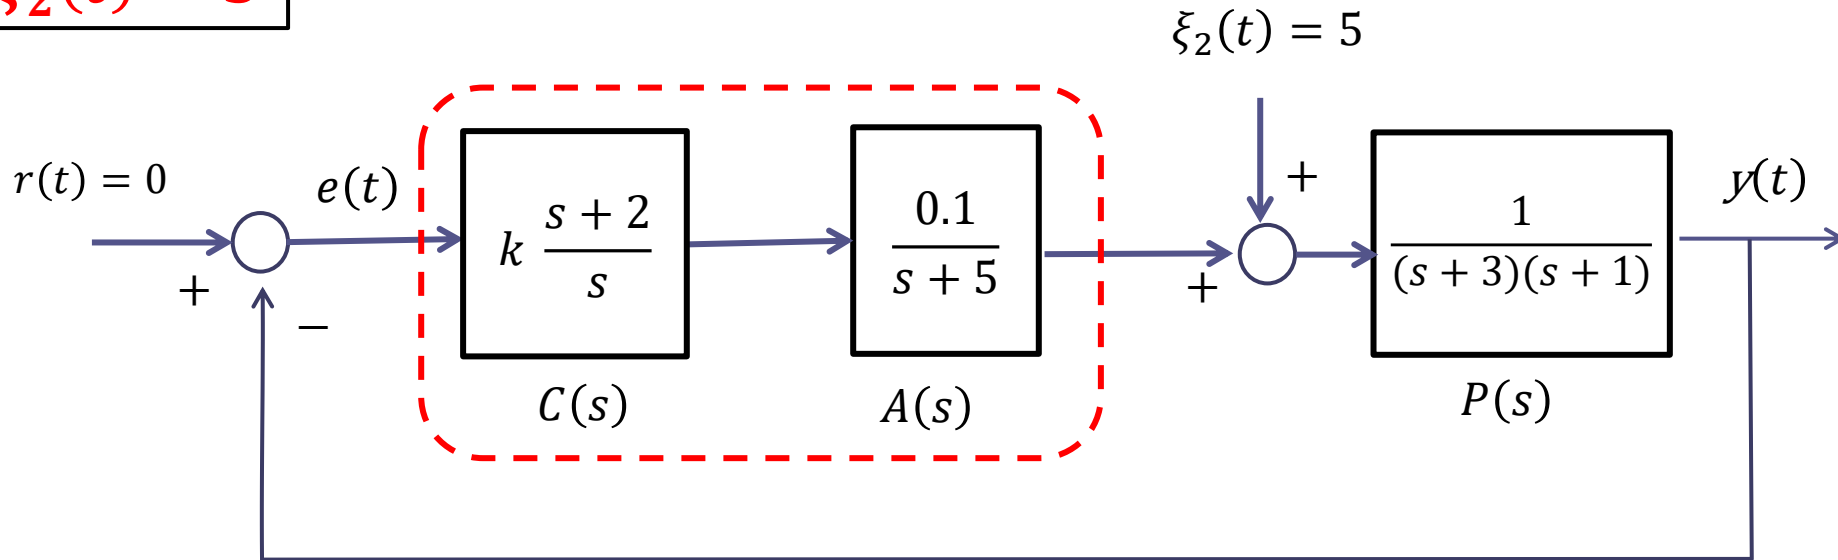 ξ₂(t) = 5
r(t) = 0
e(t)
+
−
k (s + 2)/s
C(s)
0.1/(s + 5)
A(s)
+
+
1/((s + 3)(s + 1))
P(s)
y(t)